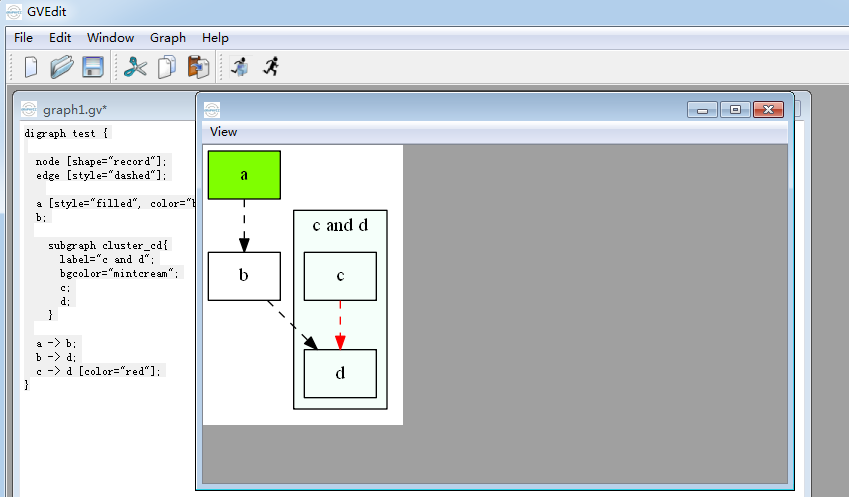 GVEdit
File Edit Window Graph Help
graph1.gv*
digraph test {
node [shape="record"];
edge [style="dashed"];
a [style="filled", color="b
b;
subgraph cluster_cd{
label="c and d";
bgcolor="mintcream";
c;
d;
}
a -> b;
b -> d;
c -> d [color="red"];
}
View
a
c and d
b
c
d